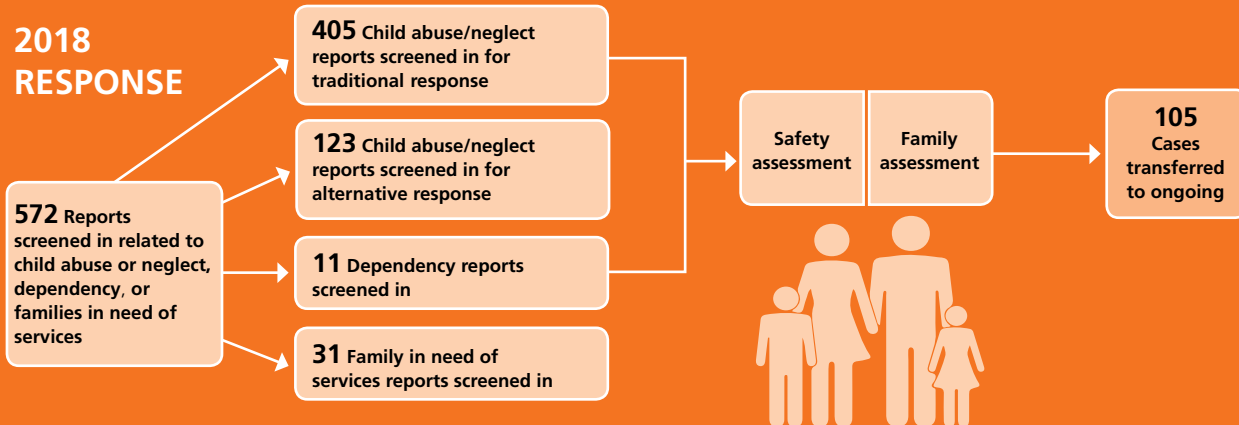 2018
RESPONSE
572 Reports
screened in related to
child abuse or neglect,
dependency, or
families in need of
services
405 Child abuse/neglect
reports screened in for
traditional response
123 Child abuse/neglect
reports screened in for
alternative response
11 Dependency reports
screened in
31 Family in need of
services reports screened in
Safety
assessment
Family
assessment
105
Cases
transferred
to ongoing